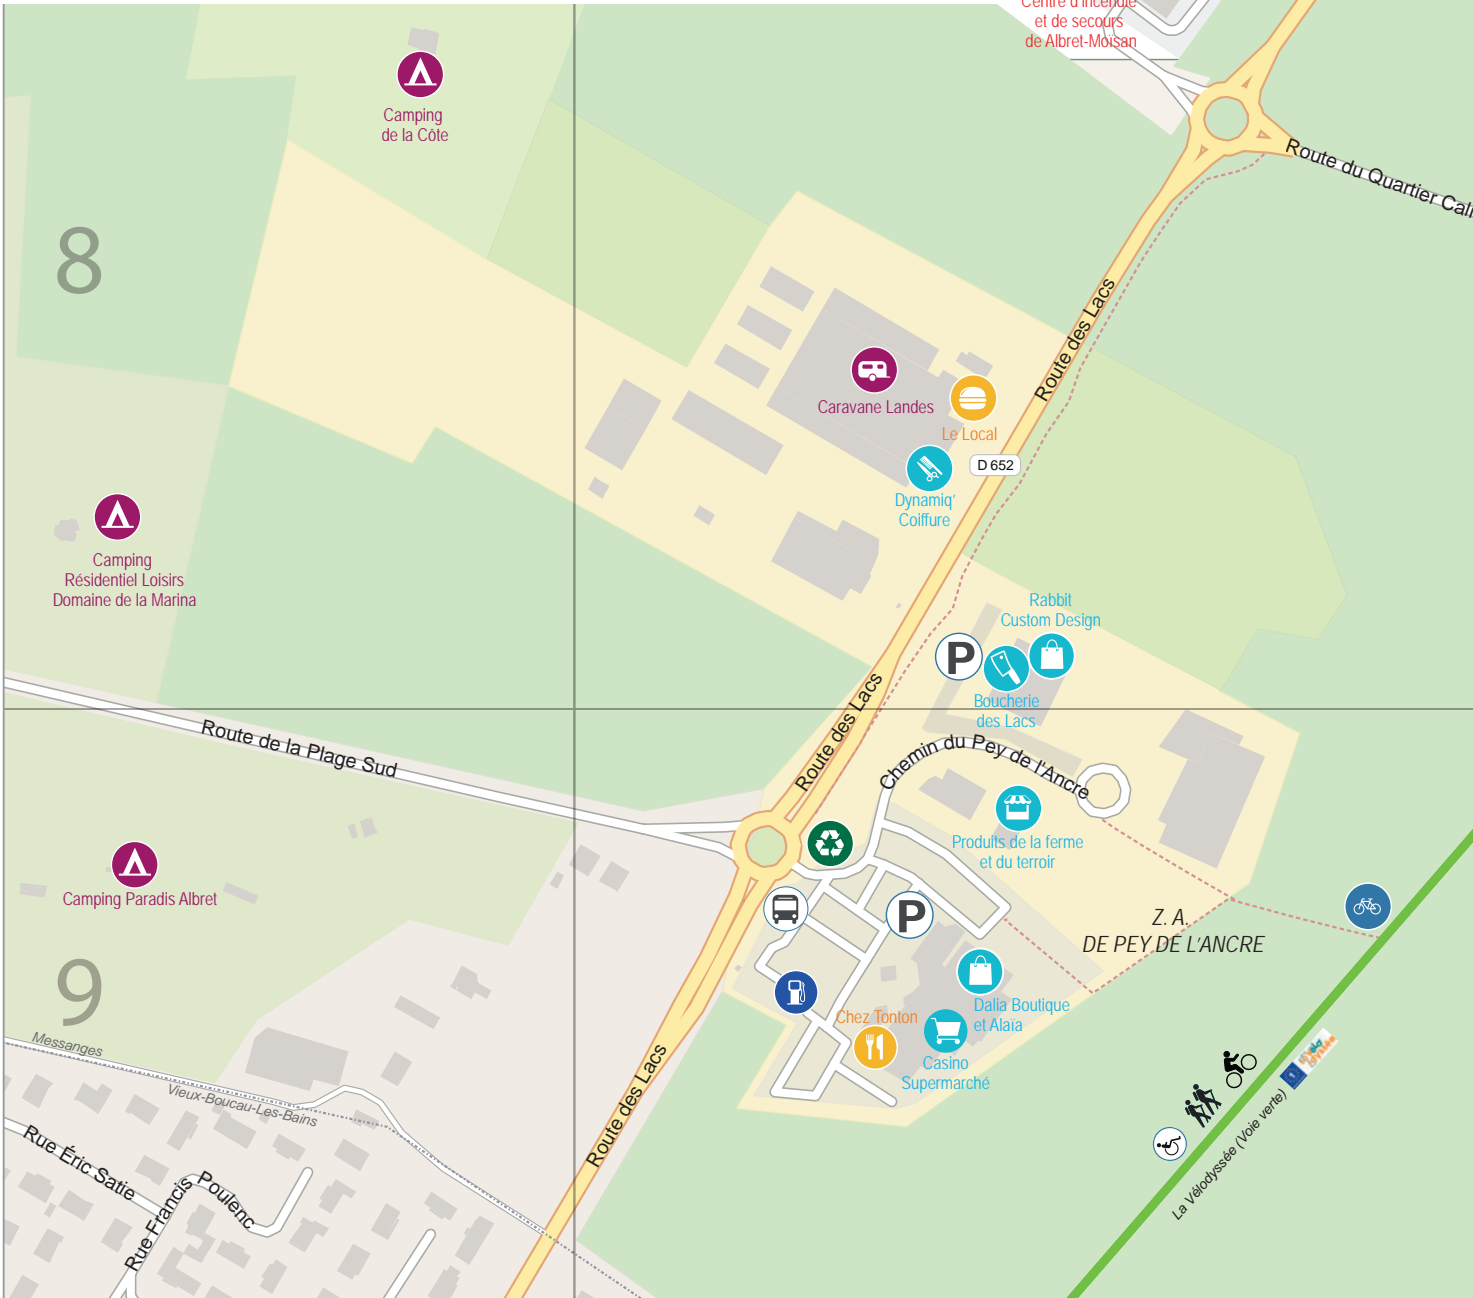 Centre d'incendie
et de secours
de Albret-Moïsan
Camping
de la Côte
Route du Quartier
8
Route des Lacs
Caravane Landes
Le Local
D 652
Dynamiq'
Coiffure
Camping
Résidentiel Loisirs
Domaine de la Marina
Rabbit
Custom Design
P
Boucherie
des Lacs
Route des Lacs
Route de la Plage Sud
Chemin du Pey de l'Ancre
Produits de la ferme
et du terroir
Camping Paradis Albret
P
Z. A.
DE PEY DE L'ANCRE
9
Dalia Boutique
et Alaïa
Chez Tonton
Casino
Supermarché
Messanges
Vieux-Boucau-Les-Bains
Route des Lacs
La Vélodyssée (Voie verte)
Rue Éric Satie
Rue Francis Poulenc